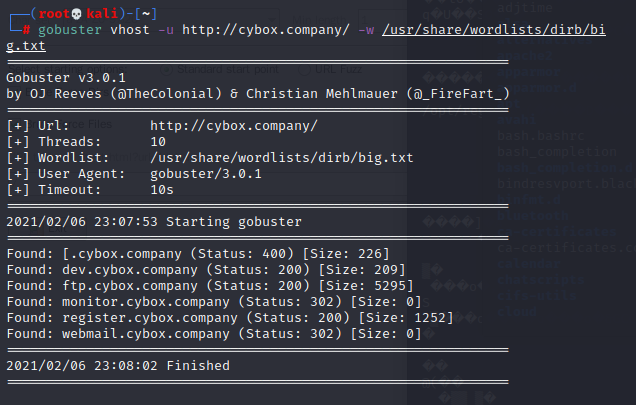 (root💀kali)-[~]
# gobuster vhost -u http://cybox.company/ -w /usr/share/wordlists/dirb/bi
g.txt
===============================================================
Gobuster v3.0.1
by OJ Reeves (@TheColonial) & Christian Mehlmauer (@_FireFart_)
===============================================================
[+] Url:          http://cybox.company/
[+] Threads:      10
[+] Wordlist:     /usr/share/wordlists/dirb/big.txt
[+] User Agent:   gobuster/3.0.1
[+] Timeout:      10s
===============================================================
2021/02/06 23:07:53 Starting gobuster
===============================================================
Found: [.cybox.company (Status: 400) [Size: 226]
Found: dev.cybox.company (Status: 200) [Size: 209]
Found: ftp.cybox.company (Status: 200) [Size: 5295]
Found: monitor.cybox.company (Status: 302) [Size: 0]
Found: register.cybox.company (Status: 200) [Size: 1252]
Found: webmail.cybox.company (Status: 302) [Size: 0]
===============================================================
2021/02/06 23:08:02 Finished
===============================================================
adjtime
bash.bashrc
bash_completion